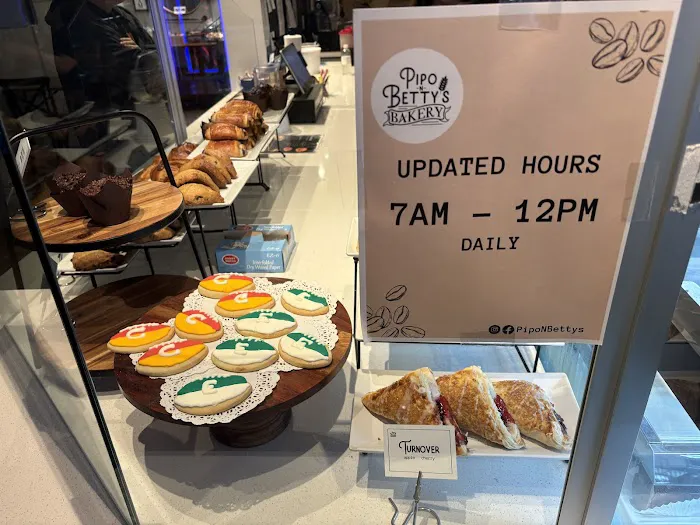 PIPO
N
BETTY'S
BAKERY
UPDATED HOURS
7AM – 12PM
DAILY
PipoNBettys
TURNOVER